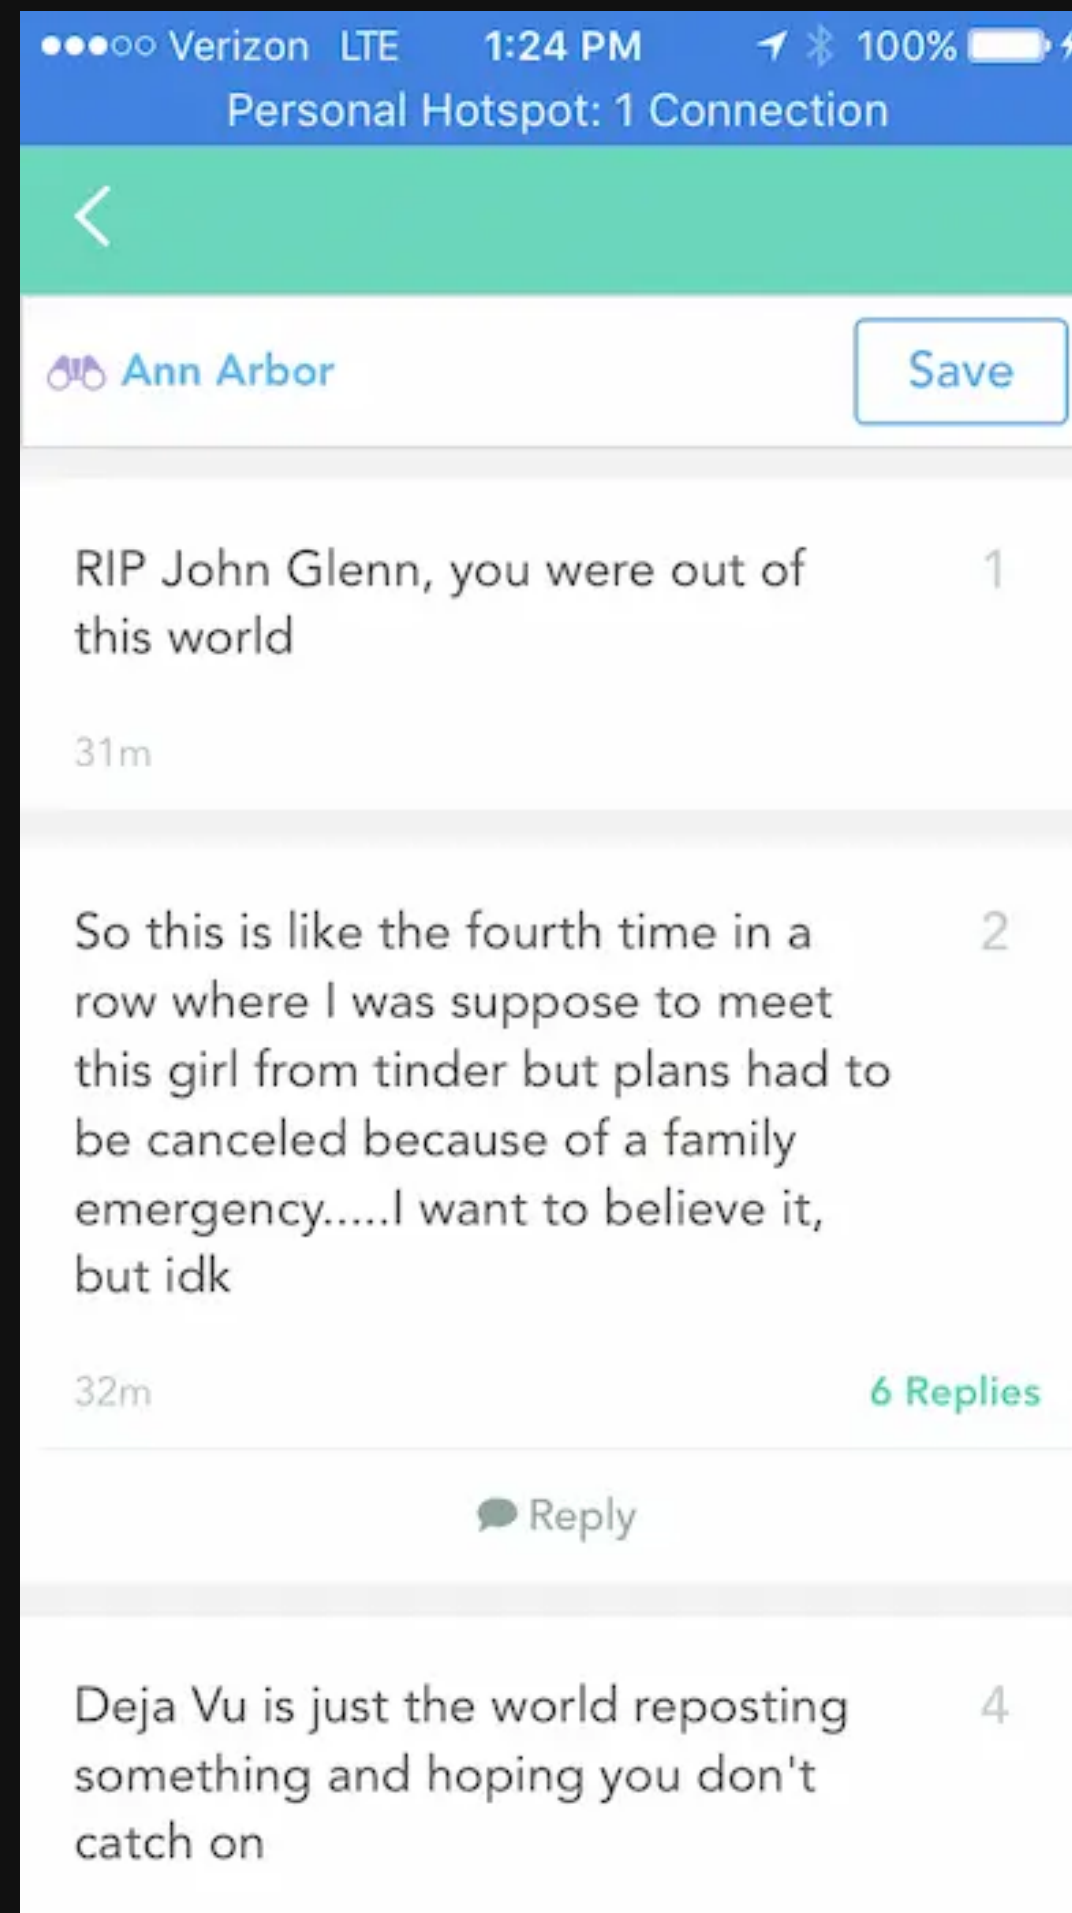 Verizon LTE 1:24 PM 100%
Personal Hotspot: 1 Connection
Ann Arbor Save
RIP John Glenn, you were out of 1
this world
31m
So this is like the fourth time in a 2
row where I was suppose to meet
this girl from tinder but plans had to
be canceled because of a family
emergency.....I want to believe it,
but idk
32m 6 Replies
Reply
Deja Vu is just the world reposting 4
something and hoping you don't
catch on